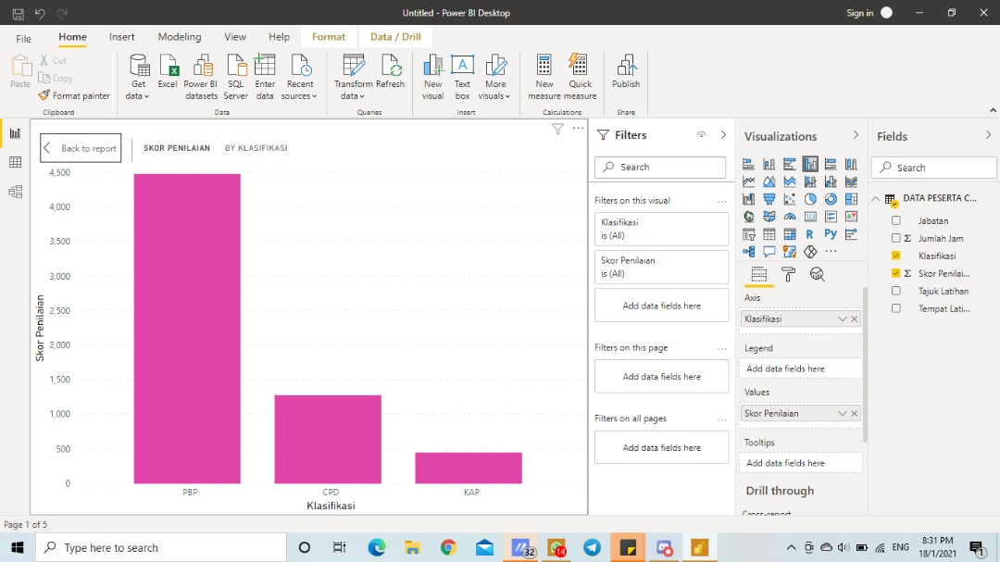 Untitled - Power BI Desktop
Sign in
File
Home
Insert
Modeling
View
Help
Format
Data / Drill
Paste
Cut
Copy
Format painter
Clipboard
Get data
Excel
Power BI datasets
SQL Server
Enter data
Recent sources
Data
Transform data
Refresh
Queries
New visual
Text box
More visuals
Insert
New measure
Quick measure
Calculations
Publish
Share
Back to report
SKOR PENILAIAN BY KLASIFIKASI
4,500
4,000
3,500
3,000
2,500
2,000
1,500
1,000
500
0
Skor Penilaian
PBP CPD KAP
Klasifikasi
Filters
Search
Filters on this visual
Klasifikasi
is (All)
Skor Penilaian
is (All)
Add data fields here
Filters on this page
Add data fields here
Filters on all pages
Add data fields here
Visualizations
R
Py
123
Axis
Klasifikasi
Legend
Add data fields here
Values
Skor Penilaian
Tooltips
Add data fields here
Drill through
Cross-report
Fields
Search
DATA PESERTA C...
Jabatan
Σ Jumlah Jam
Klasifikasi
Σ Skor Penilai...
Tajuk Latihan
Tempat Lati...
Page 1 of 5
Type here to search
32
14
ENG
8:31 PM
18/1/2021
1